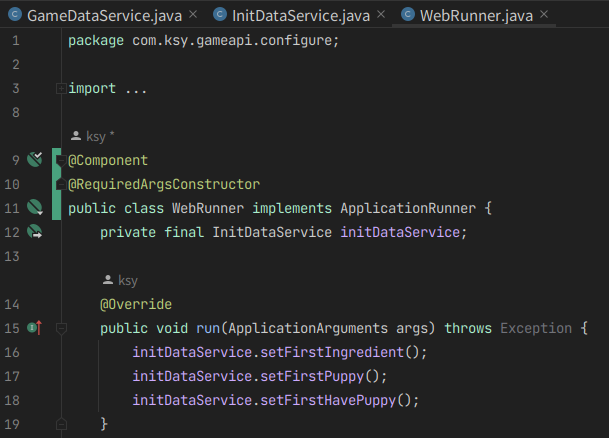 GameDataService.java × InitDataService.java × WebRunner.java ×
1 package com.ksy.gameapi.configure;
2
3 import ...
8
ksy *
9 @Component
10 @RequiredArgsConstructor
11 public class WebRunner implements ApplicationRunner {
12 private final InitDataService initDataService;
13
ksy
14 @Override
15 public void run(ApplicationArguments args) throws Exception {
16 initDataService.setFirstIngredient();
17 initDataService.setFirstPuppy();
18 initDataService.setFirstHavePuppy();
19 }